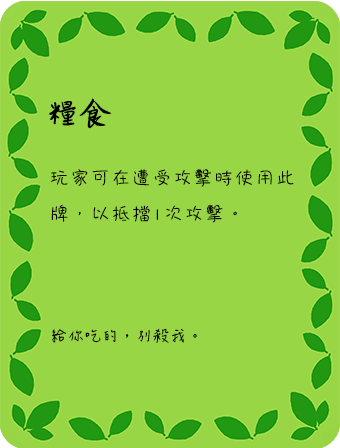 糧食
玩家可在遭受攻擊時使用此
牌，以抵擋1次攻擊。
給你吃的，別殺我。